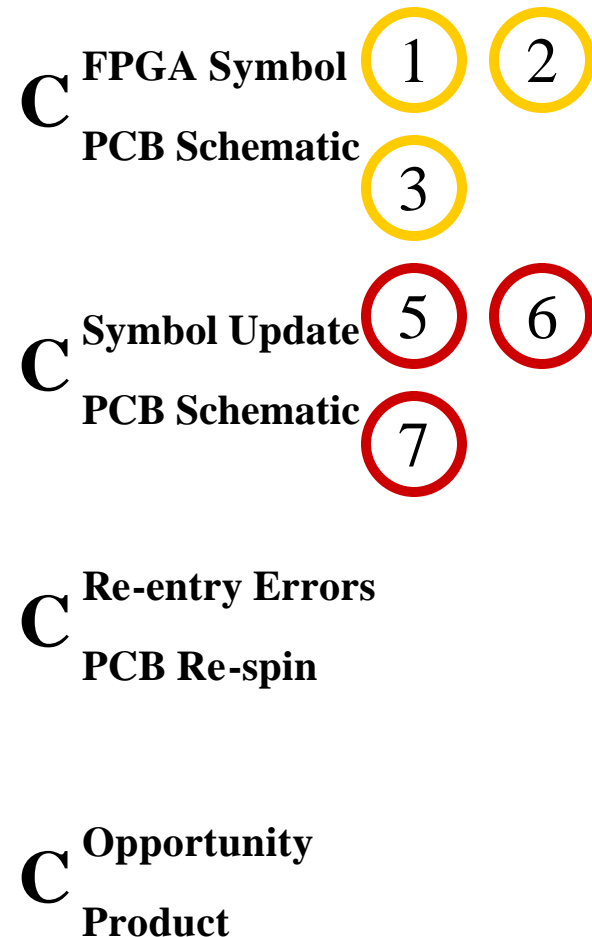 C FPGA Symbol 1 2
PCB Schematic 3
C Symbol Update 5 6
PCB Schematic 7
C Re-entry Errors
PCB Re-spin
C Opportunity
Product